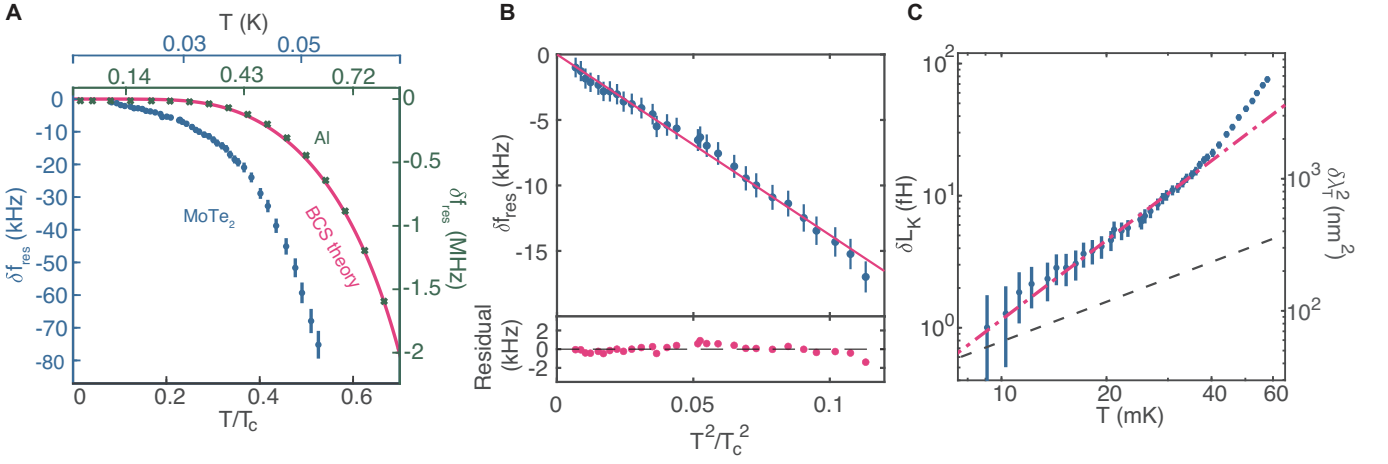 A
T (K)
0.03
0.05
0.14
0.43
0.72
0
-10
-20
-30
-40
-50
-60
-70
-80
δf_res (kHz)
MoTe₂
Al
BCS theory
0
-0.5
-1
-1.5
-2
δf_res (MHz)
0
0.2
0.4
0.6
T/T_c
B
0
-5
-10
-15
δf_res (kHz)
2
0
-2
Residual
(kHz)
0
0.05
0.1
T²/T_c²
C
10²
10¹
10⁰
δL_K (fH)
10³
10²
δλ_T² (nm²)
10
20
40
60
T (mK)